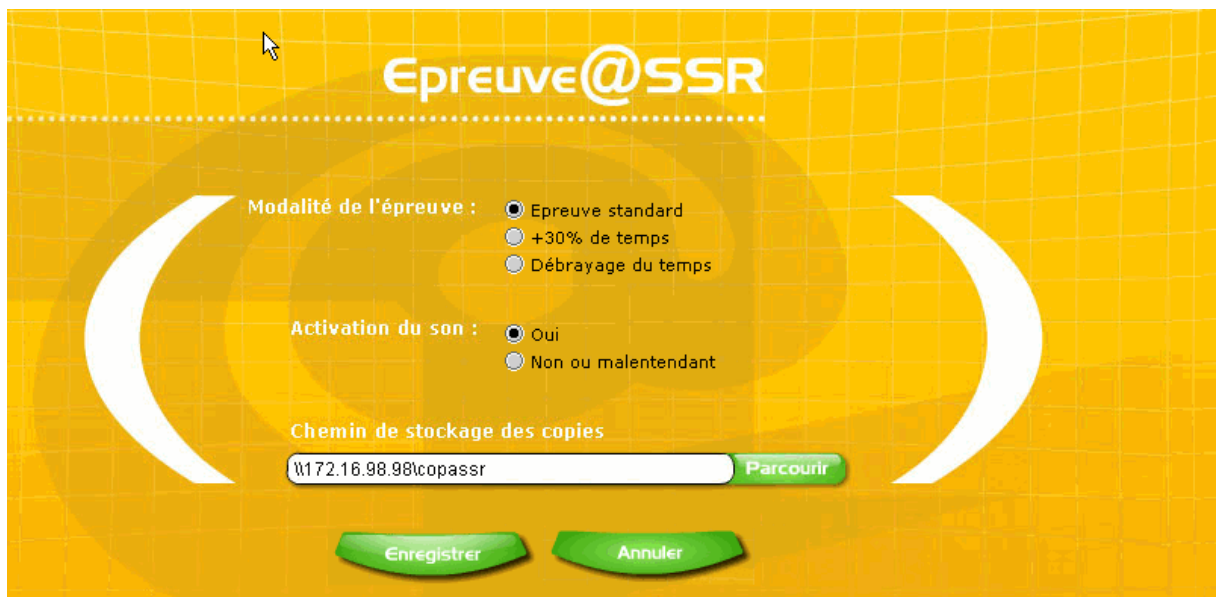 Epreuve@SSR
Modalité de l'épreuve :
Epreuve standard
+30% de temps
Débrayage du temps
Activation du son :
Oui
Non ou malentendant
Chemin de stockage des copies
\\172.16.98.98\copassr
Parcourir
Enregistrer
Annuler